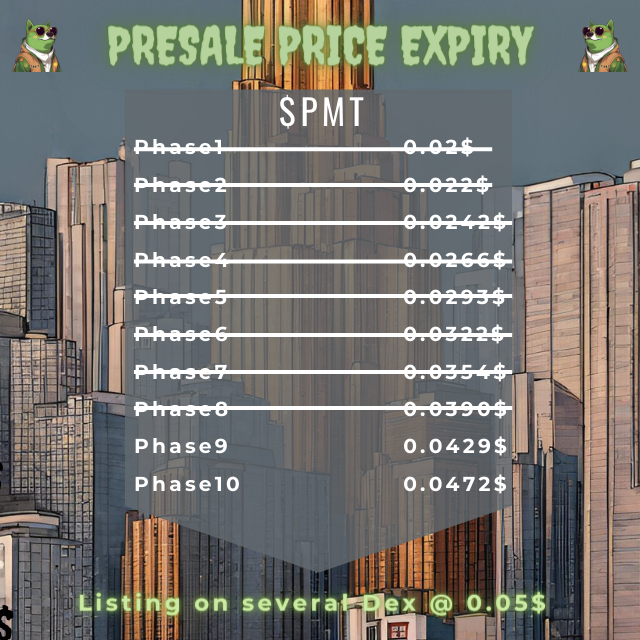 PRESALE PRICE EXPIRY
$PMT
Phase1 0.02$
Phase2 0.022$
Phase3 0.0242$
Phase4 0.0266$
Phase5 0.0293$
Phase6 0.0322$
Phase7 0.0354$
Phase8 0.0390$
Phase9 0.0429$
Phase10 0.0472$
$
Listing on several Dex @ 0.05$